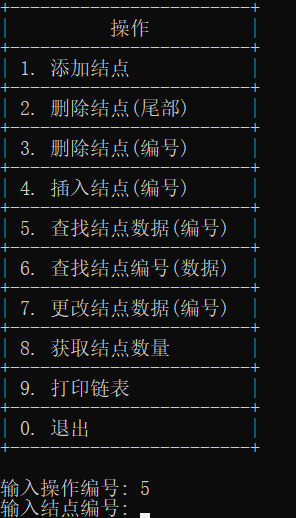 操作
1. 添加结点
2. 删除结点(尾部)
3. 删除结点(编号)
4. 插入结点(编号)
5. 查找结点数据(编号)
6. 查找结点编号(数据)
7. 更改结点数据(编号)
8. 获取结点数量
9. 打印链表
0. 退出
输入操作编号: 5
输入结点编号: